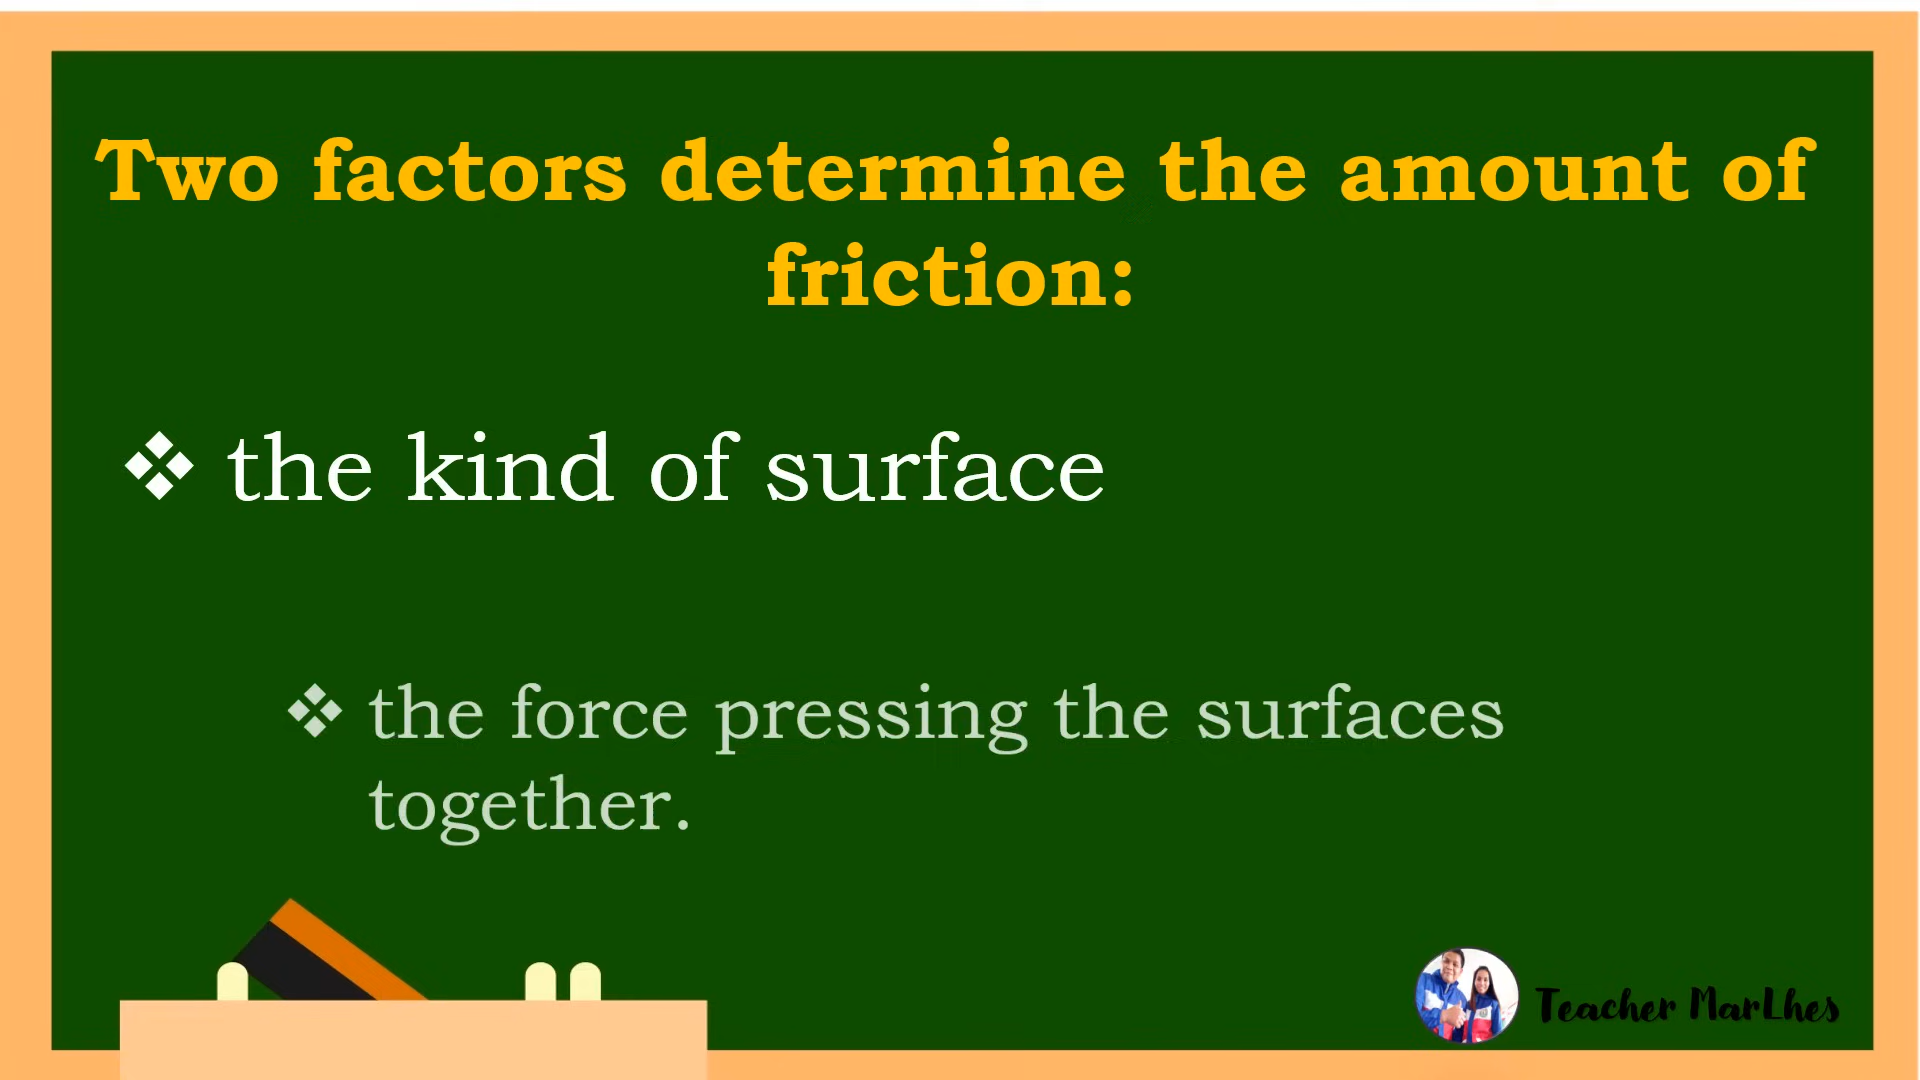 Two factors determine the amount of
friction:
❖ the kind of surface
❖ the force pressing the surfaces
together.
Teacher MarLhes